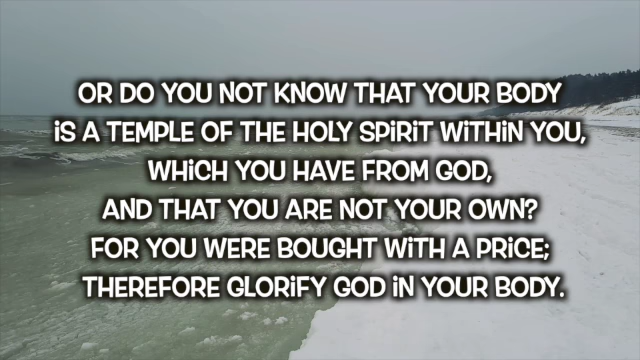 OR DO YOU NOT KNOW THAT YOUR BODY
iS A TEMPLE OF THE HOLY SPiRiT WiTHiN YOU,
WHiCH YOU HAVE FROM GOD,
AND THAT YOU ARE NOT YOUR OWN?
FOR YOU WERE BOUGHT WiTH A PRiCE;
THEREFORE GLORiFY GOD iN YOUR BODY.